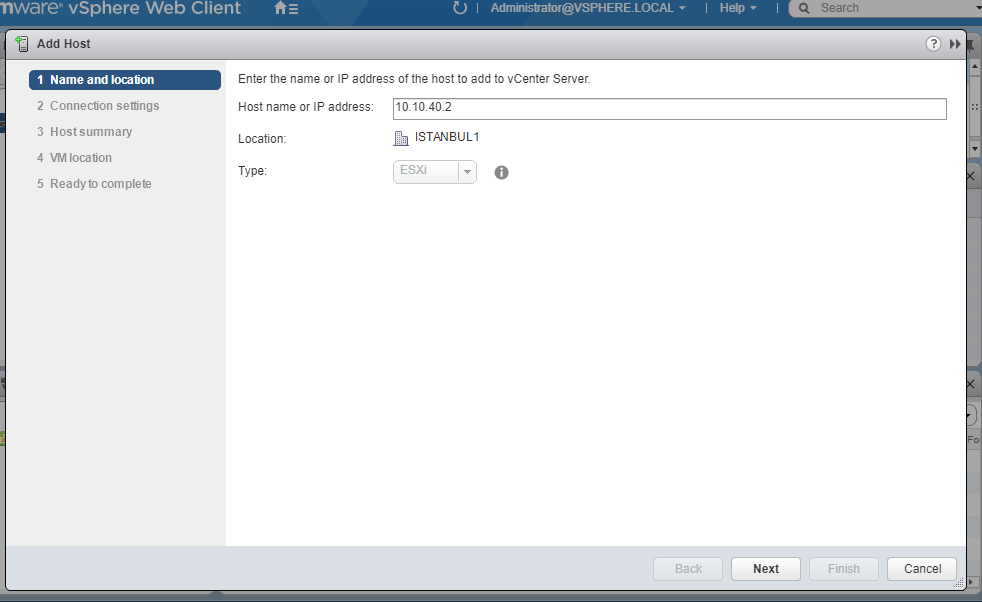 mware® vSphere Web Client Administrator@VSPHERE.LOCAL Help Search
Add Host ?
1 Name and location
2 Connection settings
3 Host summary
4 VM location
5 Ready to complete
Enter the name or IP address of the host to add to vCenter Server.
Host name or IP address: 10.10.40.2
Location: ISTANBUL1
Type: ESXi
Fo
Back Next Finish Cancel